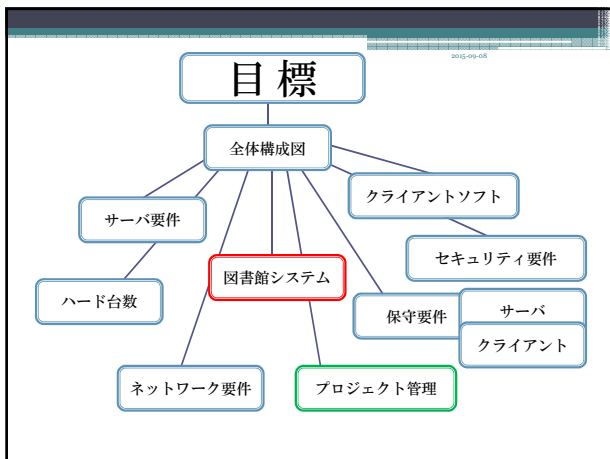 2015-09-08
目 標
全体構成図
クライアントソフト
サーバ要件
セキュリティ要件
図書館システム
ハード台数
保守要件
サーバ
クライアント
ネットワーク要件
プロジェクト管理